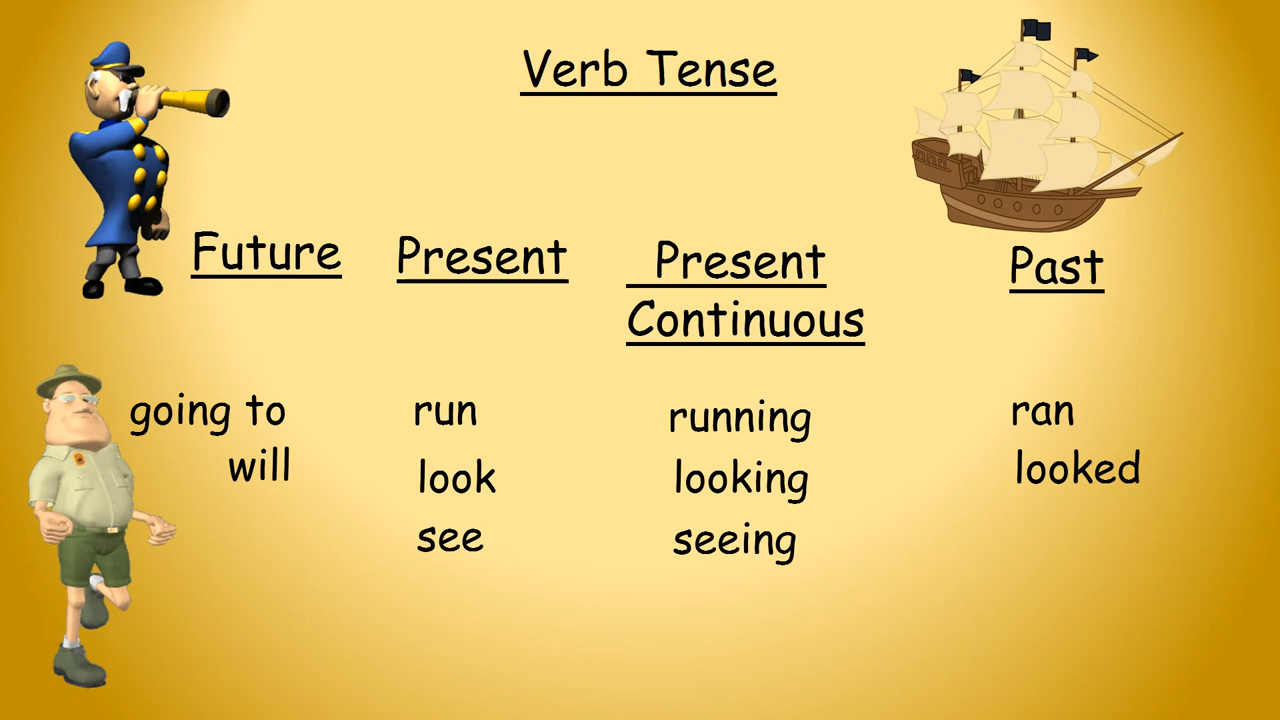 Verb Tense
Future
Present
Present
Continuous
Past
going to
will
run
look
see
running
looking
seeing
ran
looked